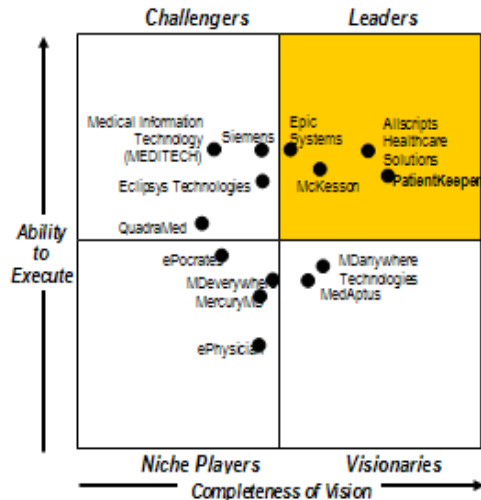 Challengers
Leaders
Medical Information
Technology
(MEDITECH)
Siemens
Epic
Systems
Allscripts
Healthcare
Solutions
McKesson
PatientKeeper
Eclipsys Technologies
QuadraMed
Ability
to
Execute
ePocrates
MDeverywhere
MercuryMD
MDanywhere
Technologies
MedAptus
ePhysician
Niche Players
Visionaries
Completeness of Vision